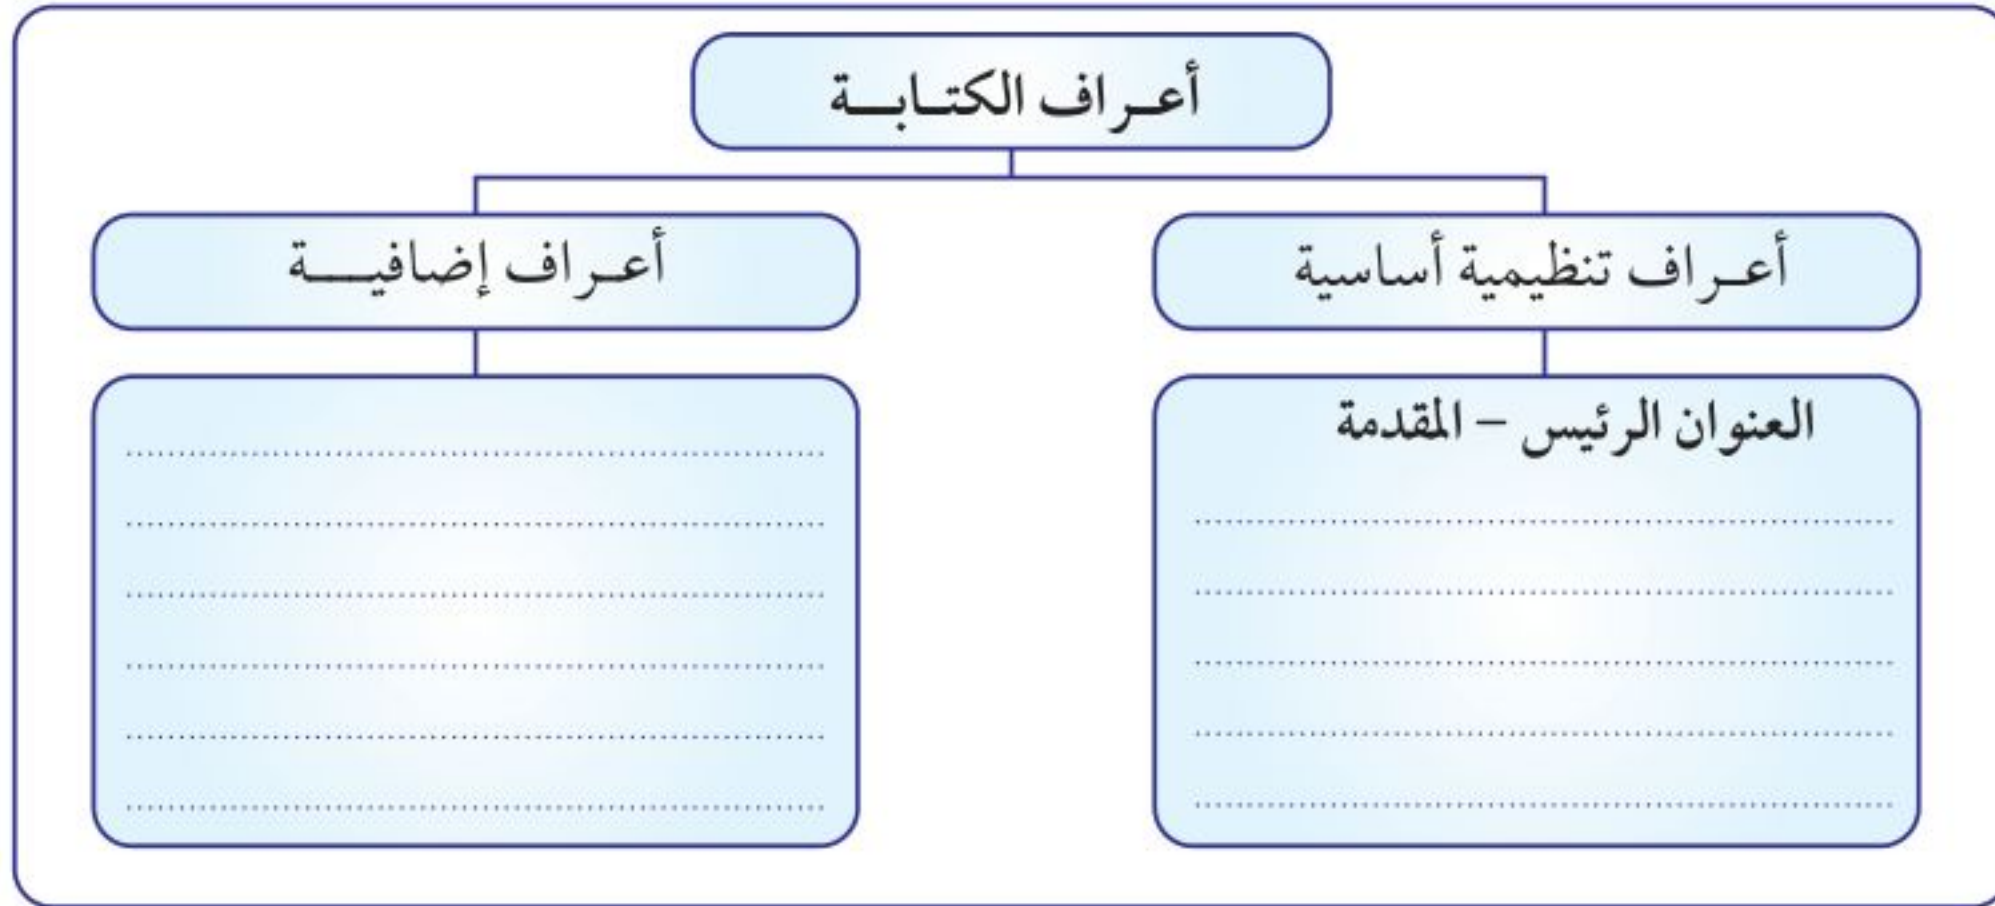 أعراف الكتابة
أعراف تنظيمية أساسية
أعراف إضافية
العنوان الرئيس – المقدمة